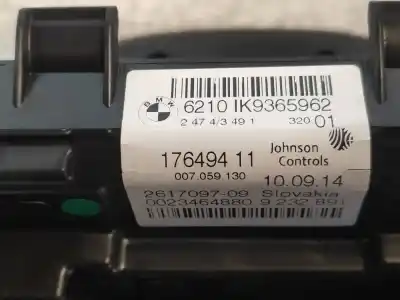 BMW
6210 IK9365962
2 47 4/3 49 1 320 01
Johnson
Controls
176494 11
007.059.130
10.09.14
2617097-09 Slovakia
0023464880 9 232 891